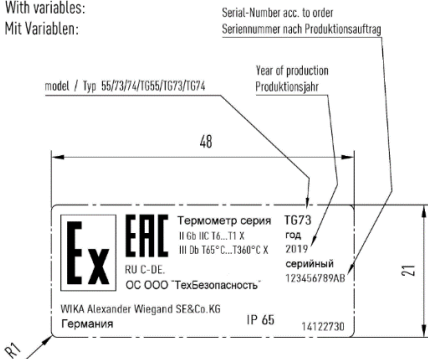 With variables:
Mit Variablen:
Serial-Number acc. to order
Seriennummer nach Produktionsauftrag
Year of production
Produktionsjahr
model / Typ 55/73/74/TG55/TG73/TG74
48
Ex
EAC
Термометр серия TG73
II Gb IIC T6...T1 X
III Db T65°C...T360°C X
год
2019
серийный
123456789AB
RU C-DE.
ОС ООО "ТехБезопасность"
WIKA Alexander Wiegand SE&Co.KG
Германия
IP 65
14122730
21
R1